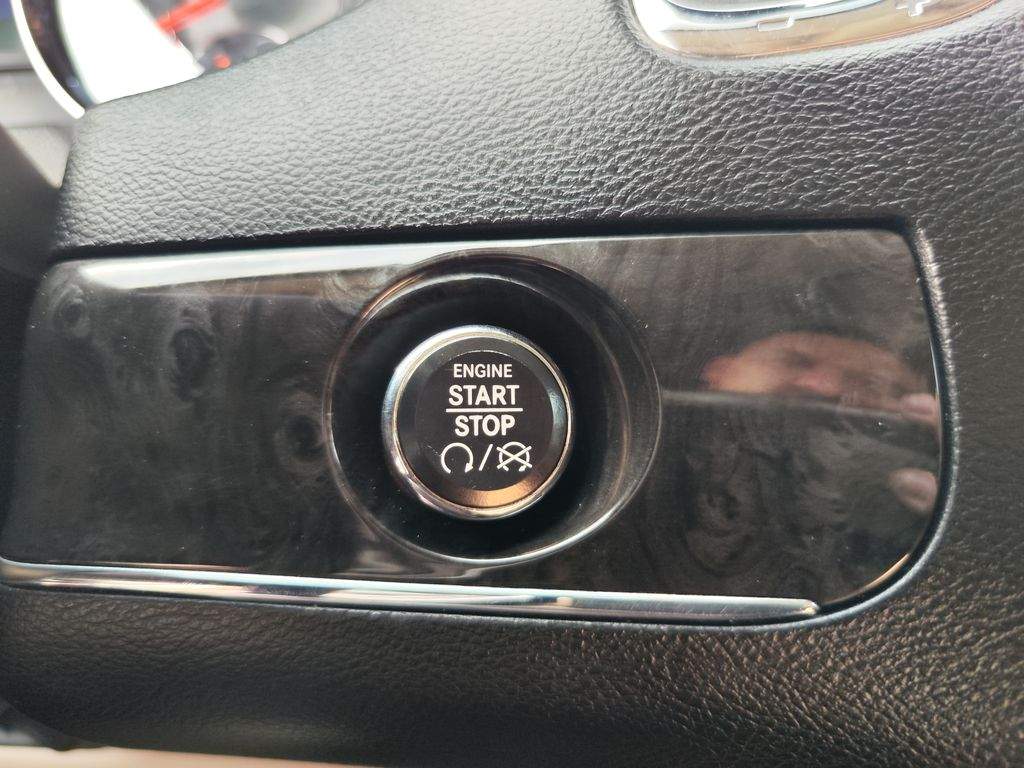 ENGINE
START
STOP
/
- +